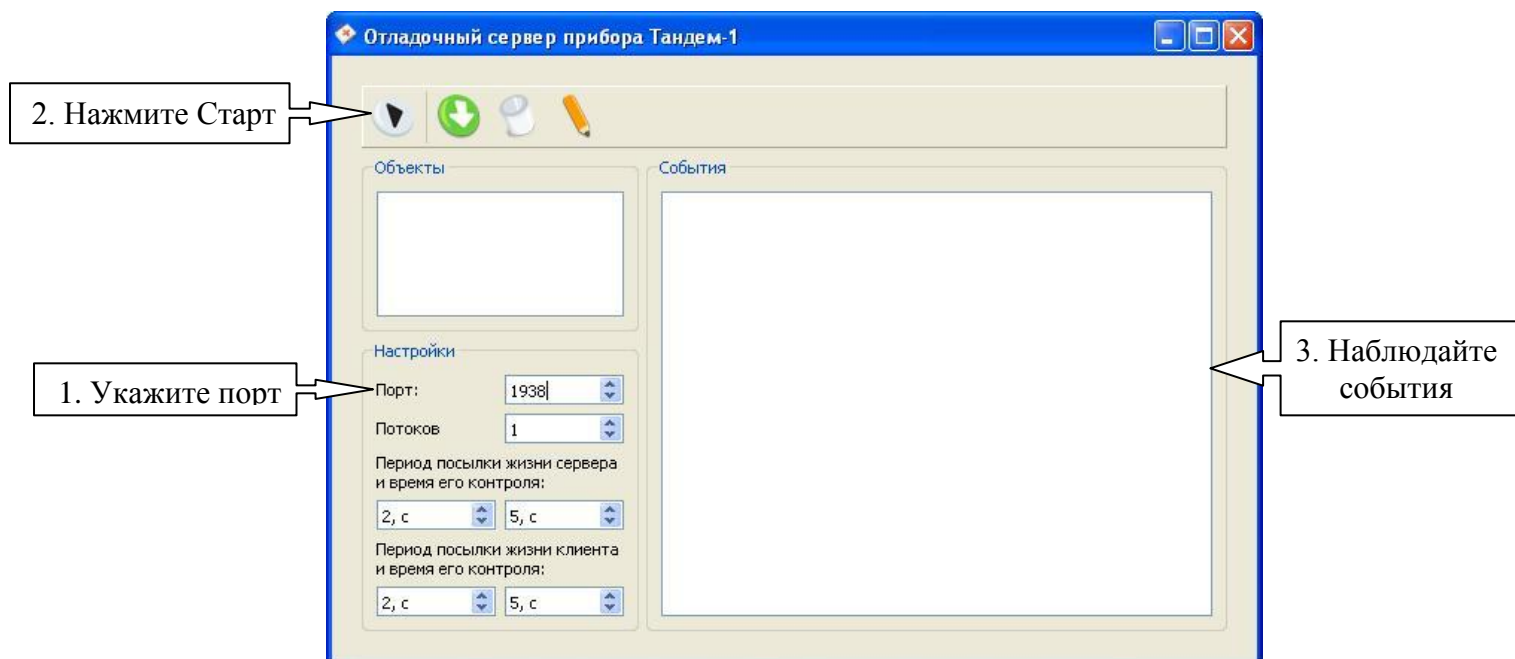 Отладочный сервер прибора Тандем-1
2. Нажмите Старт
Объекты
События
Настройки
1. Укажите порт
Порт:
1938
Потоков
1
Период посылки жизни сервера
и время его контроля:
2, с
5, с
Период посылки жизни клиента
и время его контроля:
2, с
5, с
3. Наблюдайте
события